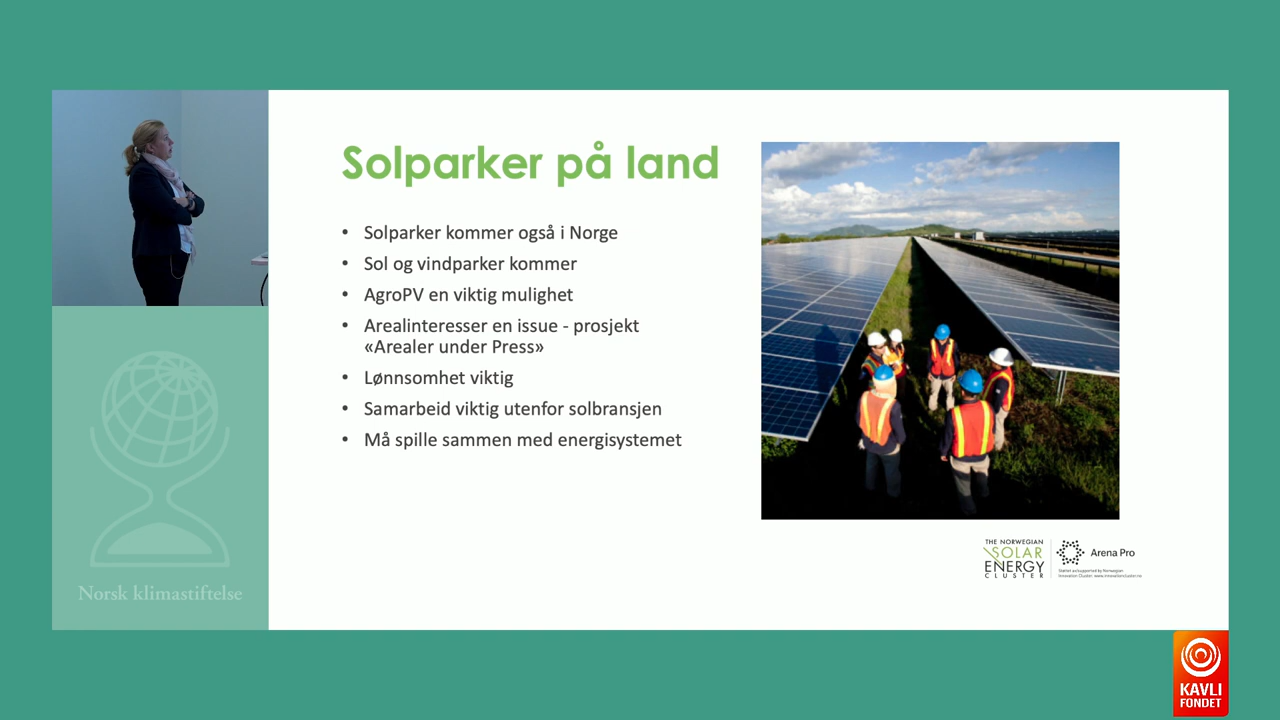 Solparker på land
• Solparker kommer også i Norge
• Sol og vindparker kommer
• AgroPV en viktig mulighet
• Arealinteresser en issue - prosjekt
«Arealer under Press»
• Lønnsomhet viktig
• Samarbeid viktig utenfor solbransjen
• Må spille sammen med energisystemet
THE NORWEGIAN
SOLAR
ENERGY
CLUSTER
Arena Pro
Norsk klimastiftelse
KAVLI
FONDET